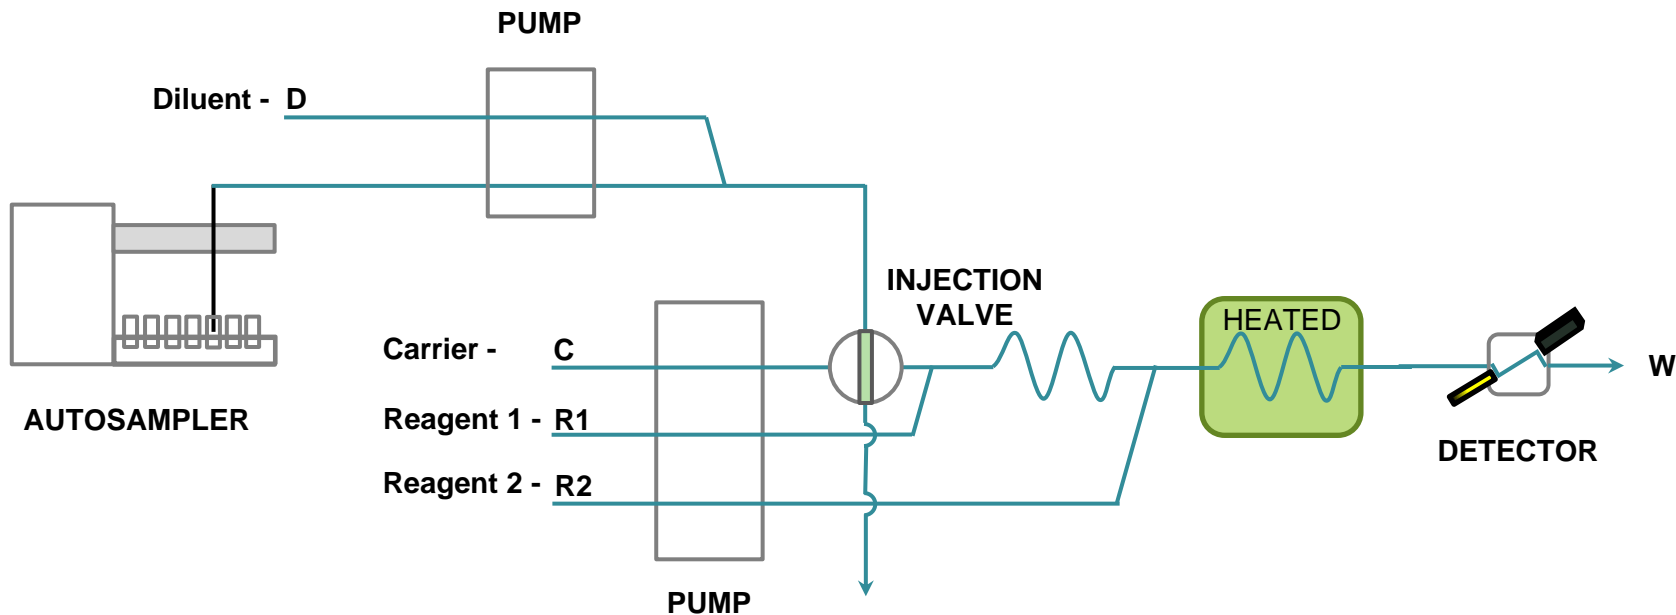 PUMP
Diluent - D
INJECTION
VALVE
HEATED
Carrier - C
W
Reagent 1 - R1
AUTOSAMPLER
DETECTOR
Reagent 2 - R2
PUMP